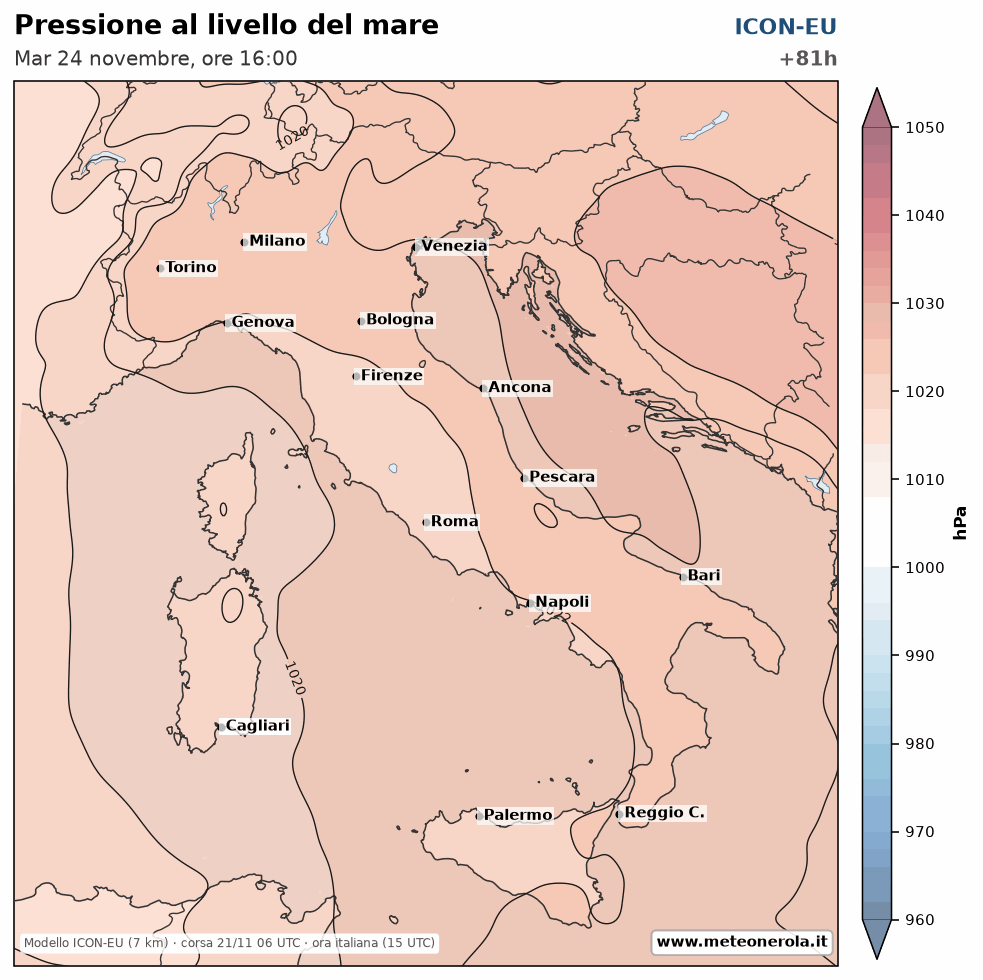 Pressione al livello del mare
ICON-EU
Mar 24 novembre, ore 16:00
+81h
1020
Milano
Venezia
Torino
Genova
Bologna
Firenze
Ancona
Pescara
Roma
Bari
Napoli
1020
Cagliari
Palermo
Reggio C.
1050
1040
1030
1020
1010
1000
990
980
970
960
hPa
Modello ICON-EU (7 km) · corsa 21/11 06 UTC · ora italiana (15 UTC)
www.meteonerola.it